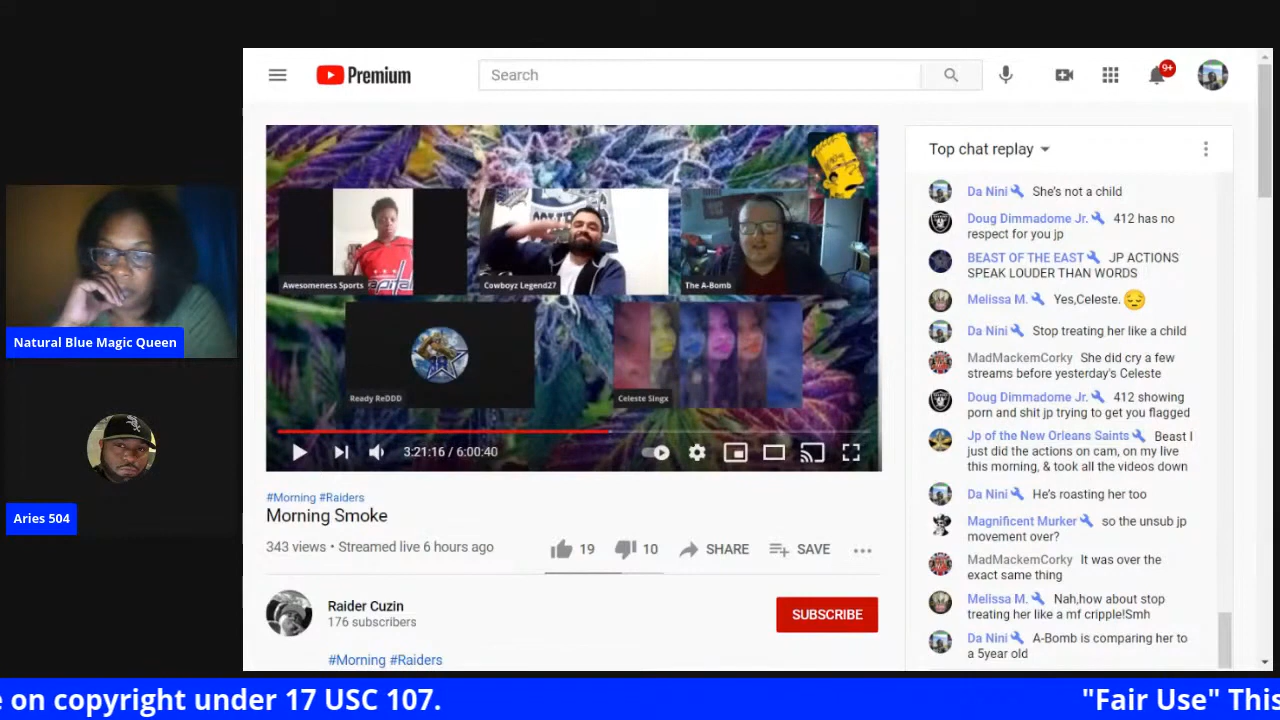 Premium
Search
9+
Awesomeness Sports
Cowboyz Legend27
The A-Bomb
Ready ReDDD
Celeste Singx
3:21:16 / 6:00:40
#Morning #Raiders
Morning Smoke
343 views • Streamed live 6 hours ago
19
10
SHARE
SAVE
Raider Cuzin
176 subscribers
SUBSCRIBE
#Morning #Raiders
Top chat replay
Da Nini She's not a child
Doug Dimmadome Jr. 412 has no
respect for you jp
BEAST OF THE EAST JP ACTIONS
SPEAK LOUDER THAN WORDS
Melissa M. Yes,Celeste. 😔
Da Nini Stop treating her like a child
MadMackemCorky She did cry a few
streams before yesterday's Celeste
Doug Dimmadome Jr. 412 showing
porn and shit jp trying to get you flagged
Jp of the New Orleans Saints Beast I
just did the actions on cam, on my live
this morning, & took all the videos down
Da Nini He's roasting her too
Magnificent Murker so the unsub jp
movement over?
MadMackemCorky It was over the
exact same thing
Melissa M. Nah,how about stop
treating her like a mf cripple!Smh
Da Nini A-Bomb is comparing her to
a 5year old
Natural Blue Magic Queen
Aries 504
e on copyright under 17 USC 107.
"Fair Use" This